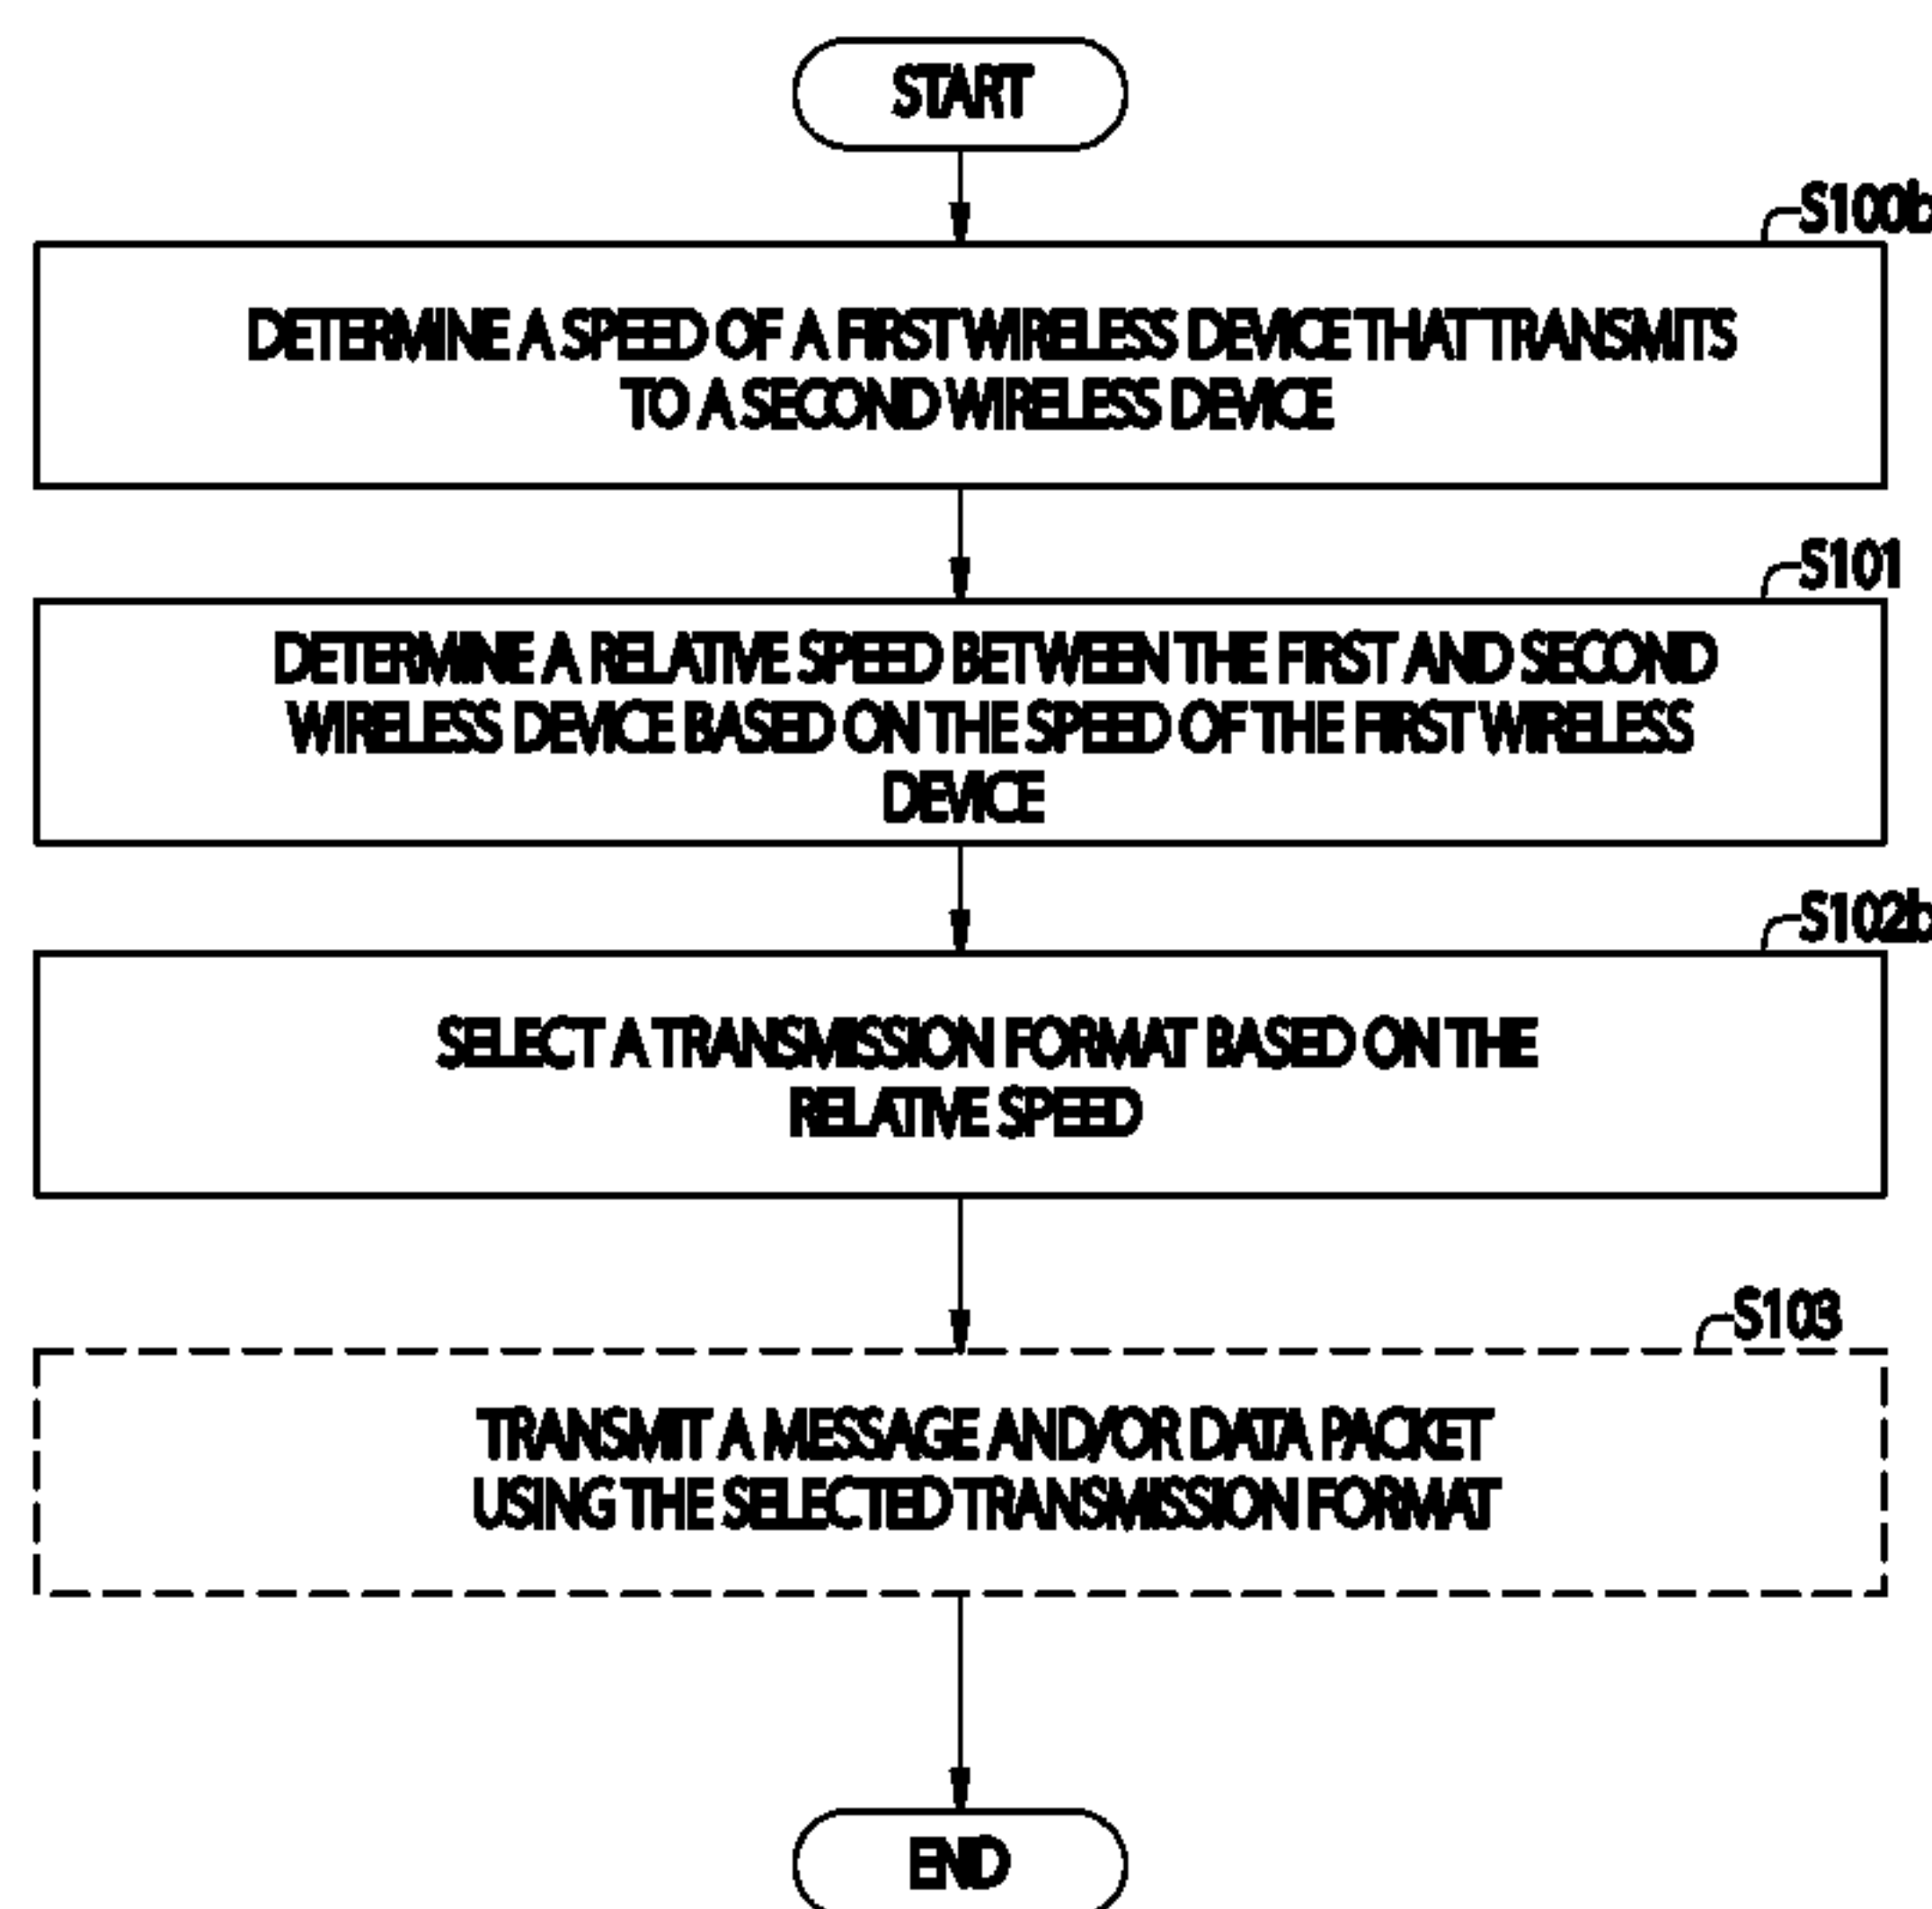 START
S100b
DETERMINE A SPEED OF A FIRST WIRELESS DEVICE THAT TRANSMITS
TO A SECOND WIRELESS DEVICE
S101
DETERMINE A RELATIVE SPEED BETWEEN THE FIRST AND SECOND
WIRELESS DEVICE BASED ON THE SPEED OF THE FIRST WIRELESS
DEVICE
S102b
SELECT A TRANSMISSION FORMAT BASED ON THE
RELATIVE SPEED
S103
TRANSMIT A MESSAGE AND/OR DATA PACKET
USING THE SELECTED TRANSMISSION FORMAT
END